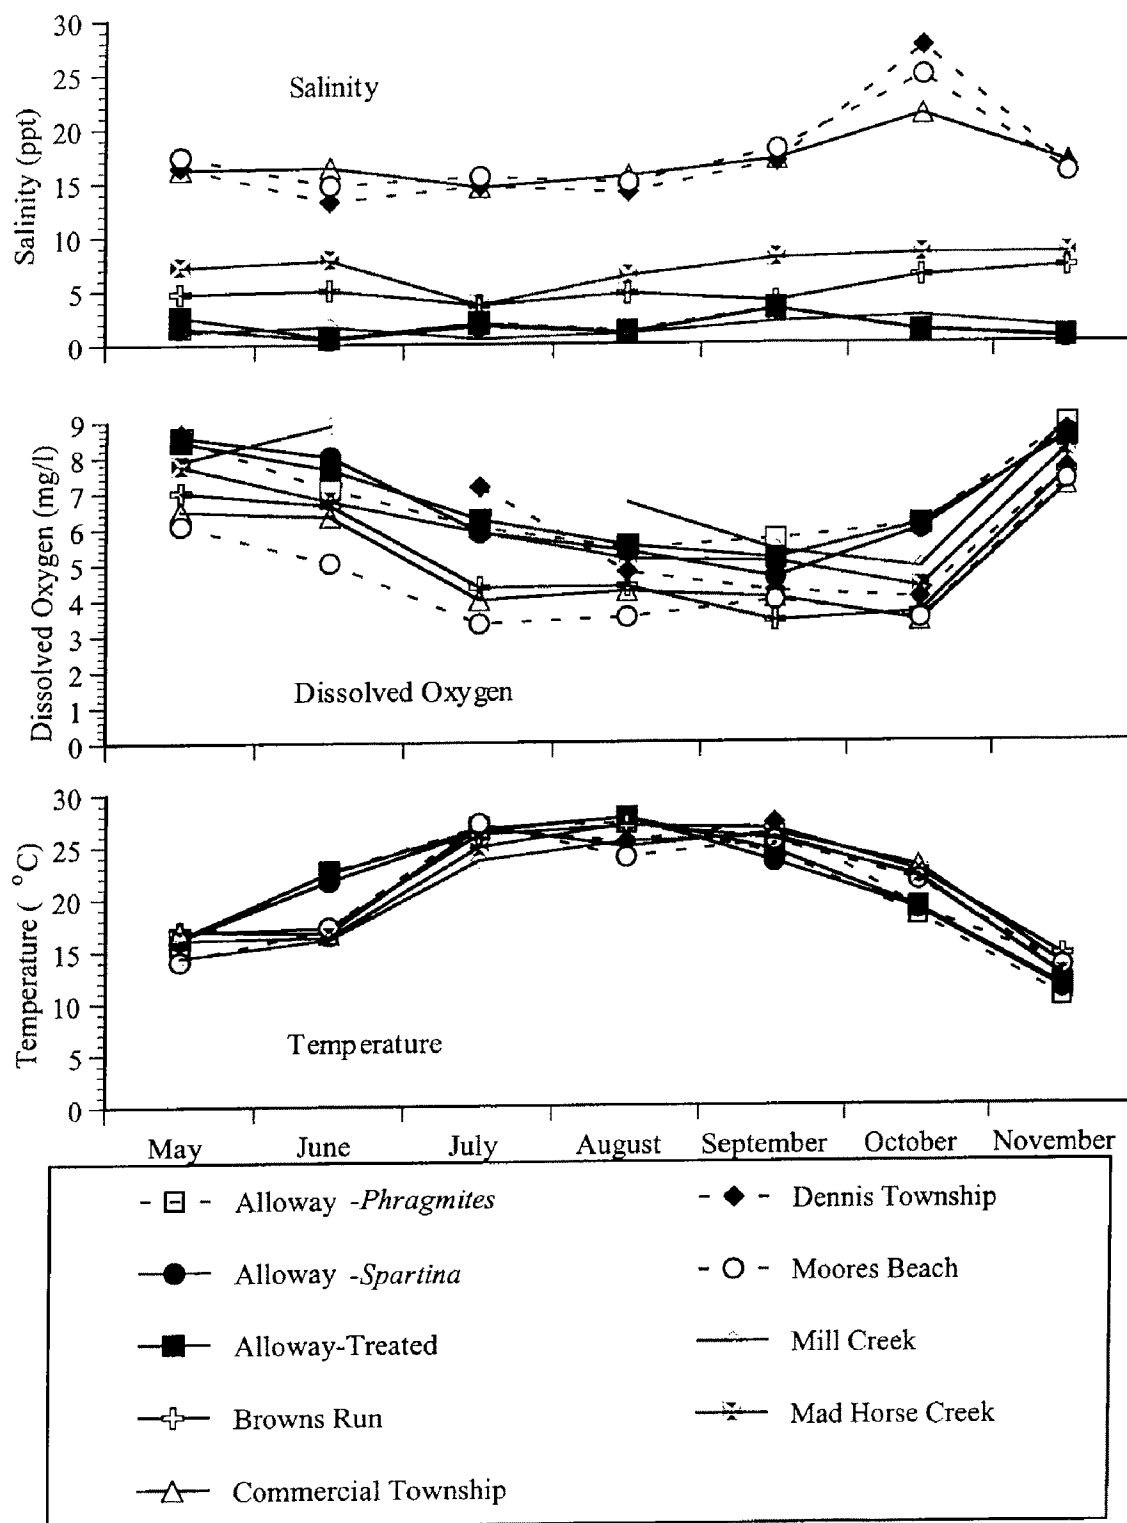 30
25
20
15
10
5
0
Salinity (ppt)
Salinity
9
8
7
6
5
4
3
2
1
0
Dissolved Oxygen (mg/l)
Dissolved Oxygen
30
25
20
15
10
5
0
Temperature ( °C)
Temperature
May June July August September October November
Alloway -Phragmites
Dennis Township
Alloway -Spartina
Moores Beach
Alloway-Treated
Mill Creek
Browns Run
Mad Horse Creek
Commercial Township